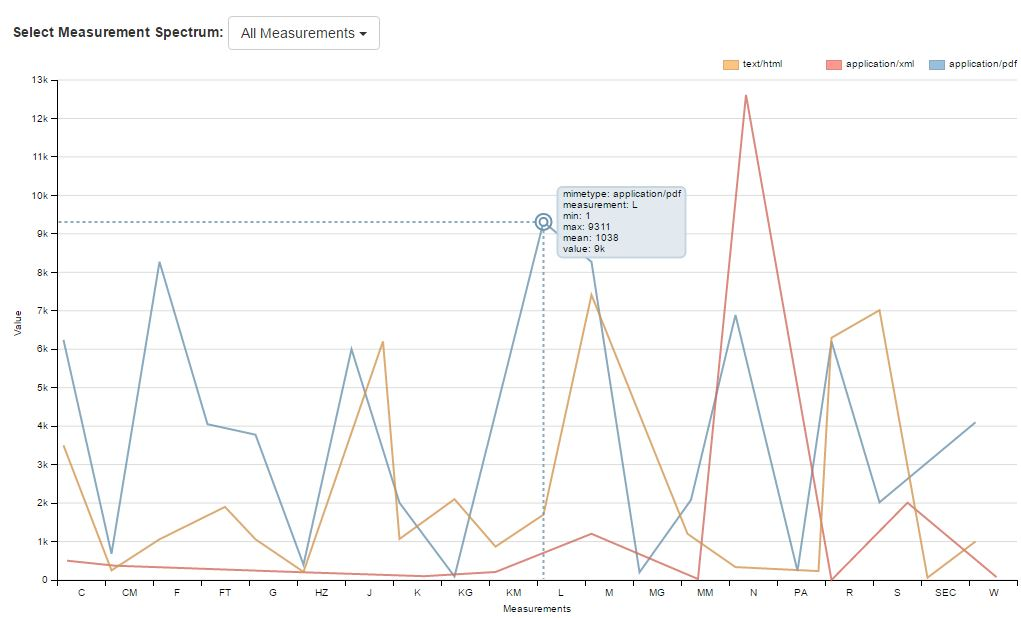 Select Measurement Spectrum: All Measurements
text/html application/xml application/pdf
13k
12k
11k
10k
9k
8k
7k
6k
5k
4k
3k
2k
1k
0
Value
mimetype: application/pdf
measurement: L
min: 1
max: 9311
mean: 1038
value: 9k
C CM F FT G HZ J K KG KM L M MG MM N PA R S SEC W
Measurements